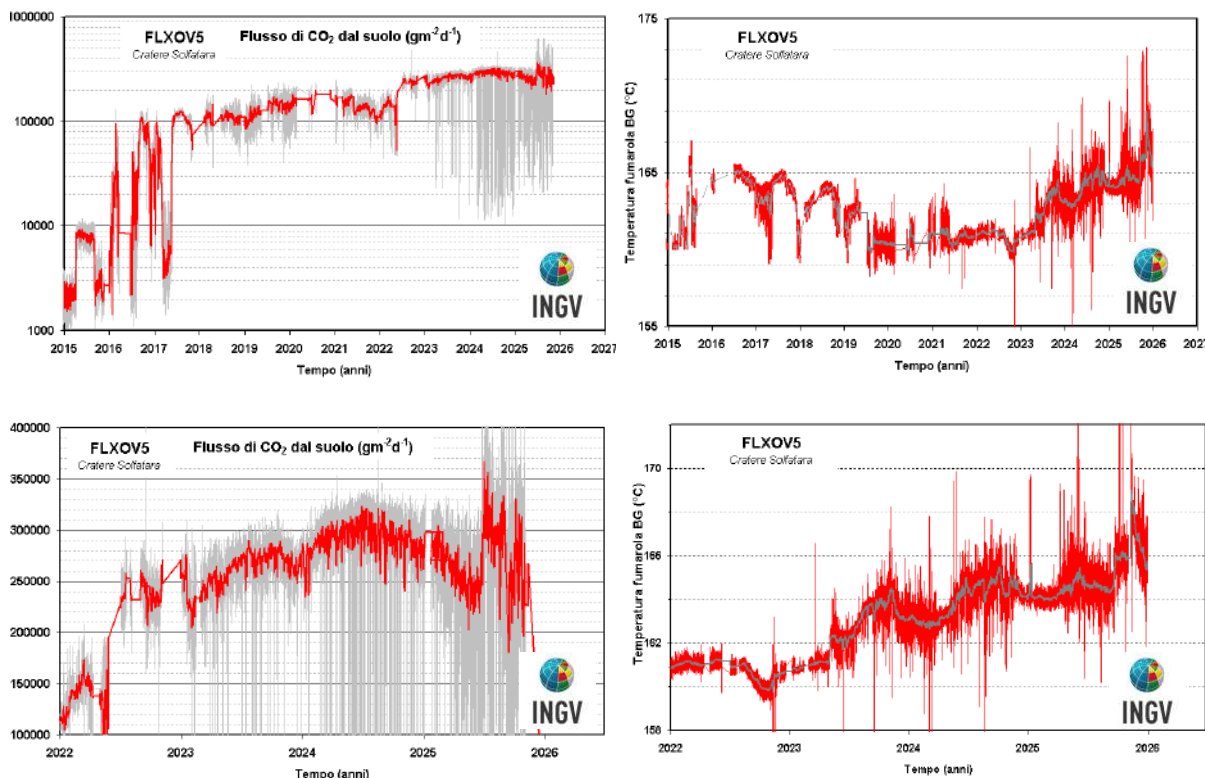 1000000
FLXOV5 Flusso di CO2 dal suolo (gm-2d-1)
Cratere Solfatara
100000
10000
1000
INGV
2015 2016 2017 2018 2019 2020 2021 2022 2023 2024 2025 2026 2027
Tempo (anni)
175
FLXOV5
Cratere Solfatara
Temperatura fumarola BG (°C)
165
155
INGV
2015 2016 2017 2018 2019 2020 2021 2022 2023 2024 2025 2026 2027
Tempo (anni)
400000
FLXOV5 Flusso di CO2 dal suolo (gm-2d-1)
Cratere Solfatara
350000
300000
250000
200000
150000
100000
INGV
2022 2023 2024 2025 2026
Tempo (anni)
FLXOV5
Cratere Solfatara
Temperatura fumarola BG (°C)
170
166
162
158
INGV
2022 2023 2024 2025 2026
Tempo (anni)